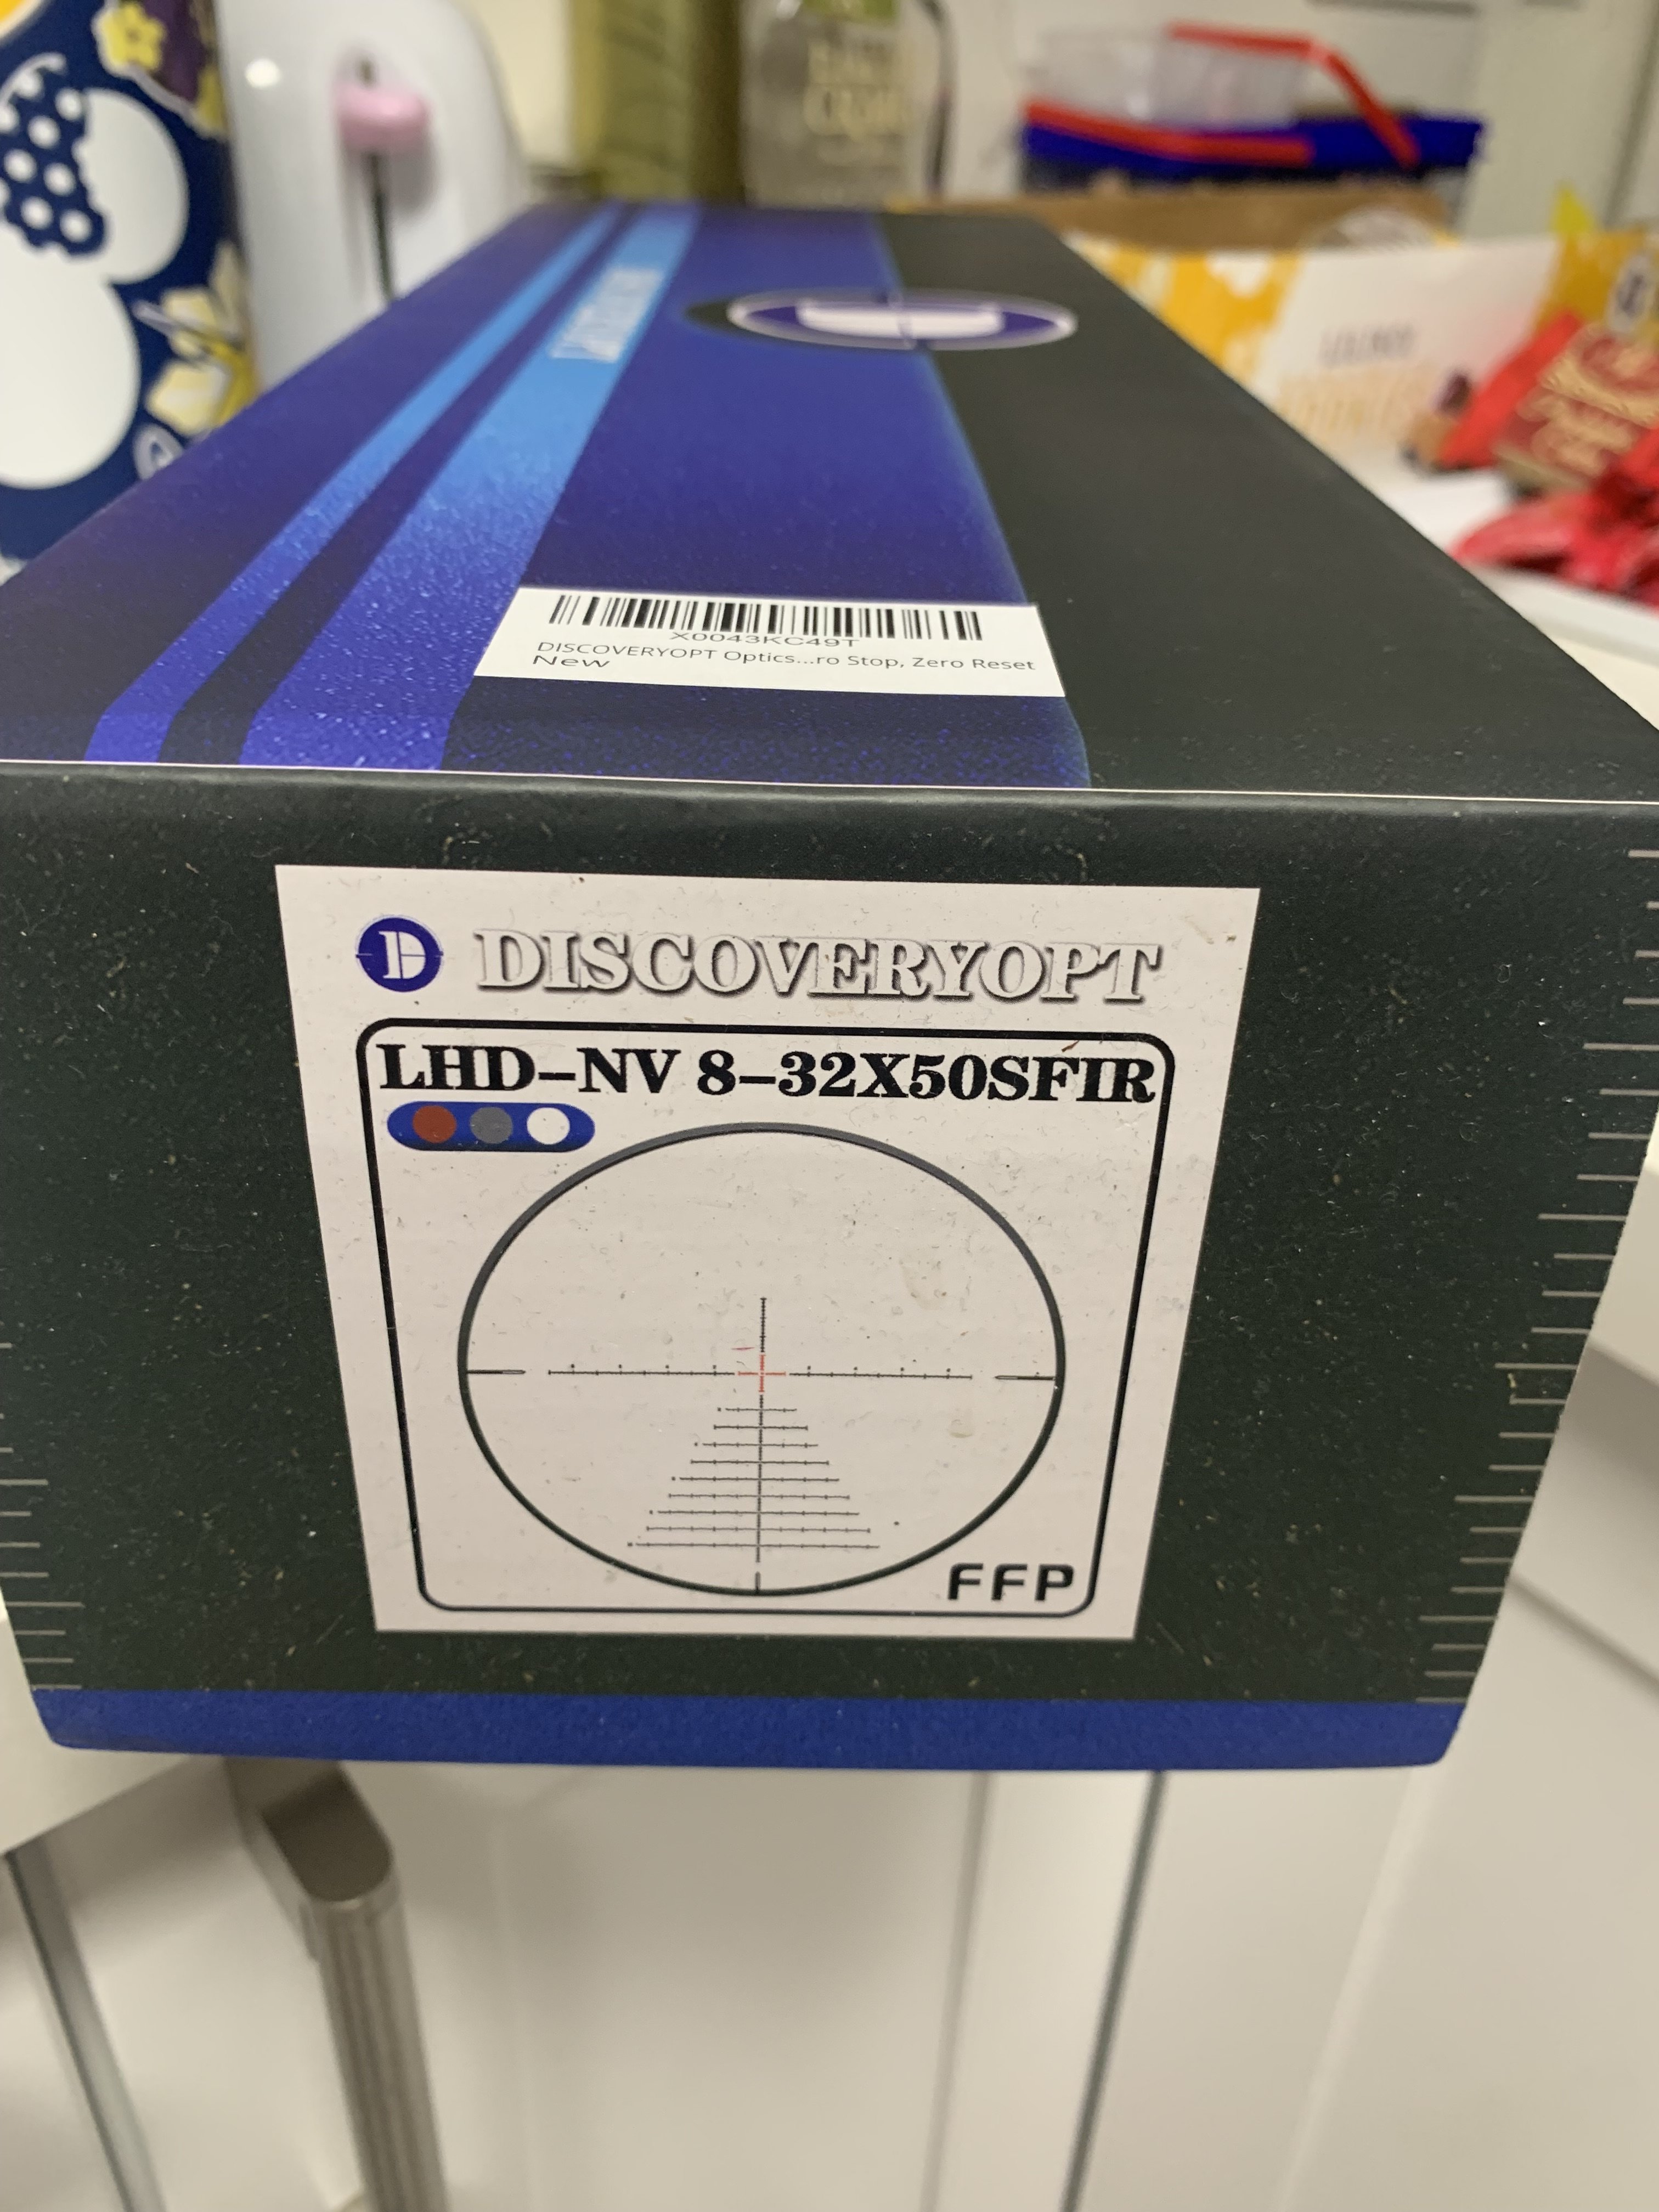 X0043KC49T
DISCOVERYOPT Optics...ro Stop, Zero Reset
New
D DISCOVERYOPT
LHD-NV 8-32X50SFIR
FFP